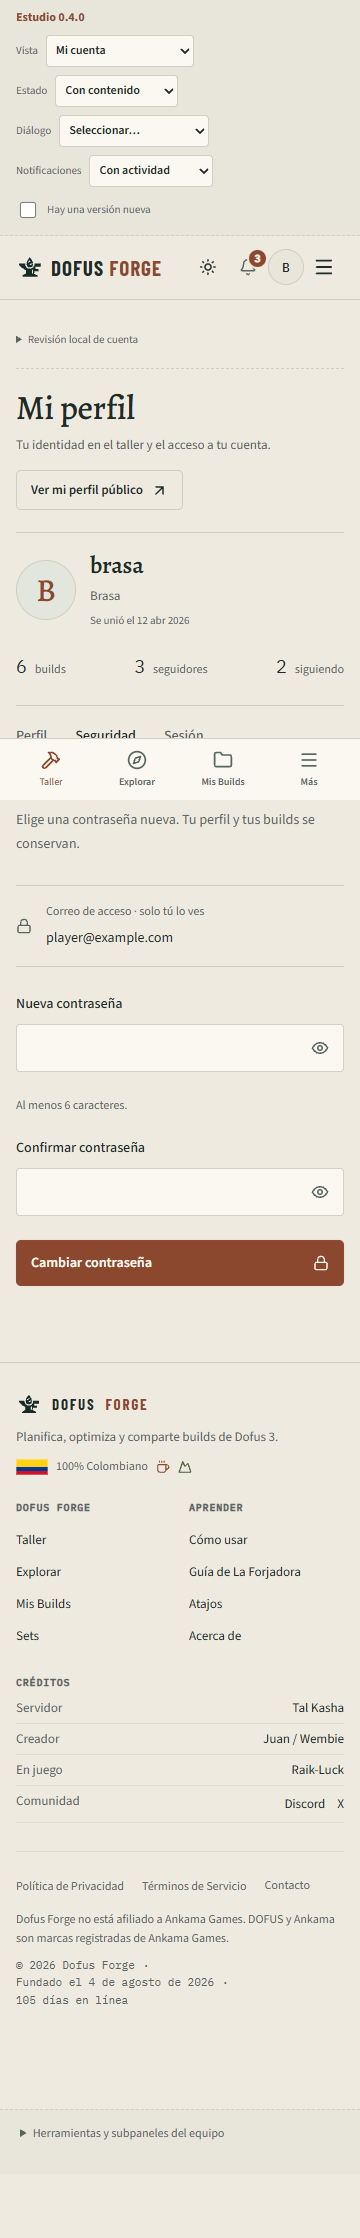 Estudio 0.4.0
Vista Mi cuenta
Estado Con contenido
Diálogo Seleccionar...
Notificaciones Con actividad
Hay una versión nueva
DOFUS FORGE 3 B
Revisión local de cuenta
Mi perfil
Tu identidad en el taller y el acceso a tu cuenta.
Ver mi perfil público
B
brasa
Brasa
Se unió el 12 abr 2026
6 builds 3 seguidores 2 siguiendo
Perfil Seguridad Sesión
Taller Explorar Mis Builds Más
Elige una contraseña nueva. Tu perfil y tus builds se
conservan.
Correo de acceso · solo tú lo ves
player@example.com
Nueva contraseña
Al menos 6 caracteres.
Confirmar contraseña
Cambiar contraseña
DOFUS FORGE
Planifica, optimiza y comparte builds de Dofus 3.
100% Colombiano
DOFUS FORGE APRENDER
Taller Cómo usar
Explorar Guía de La Forjadora
Mis Builds Atajos
Sets Acerca de
CRÉDITOS
Servidor Tal Kasha
Creador Juan / Wembie
En juego Raik-Luck
Comunidad Discord X
Política de Privacidad Términos de Servicio Contacto
Dofus Forge no está afiliado a Ankama Games. DOFUS y Ankama
son marcas registradas de Ankama Games.
© 2026 Dofus Forge ·
Fundado el 4 de agosto de 2026 ·
105 días en línea
Herramientas y subpaneles del equipo